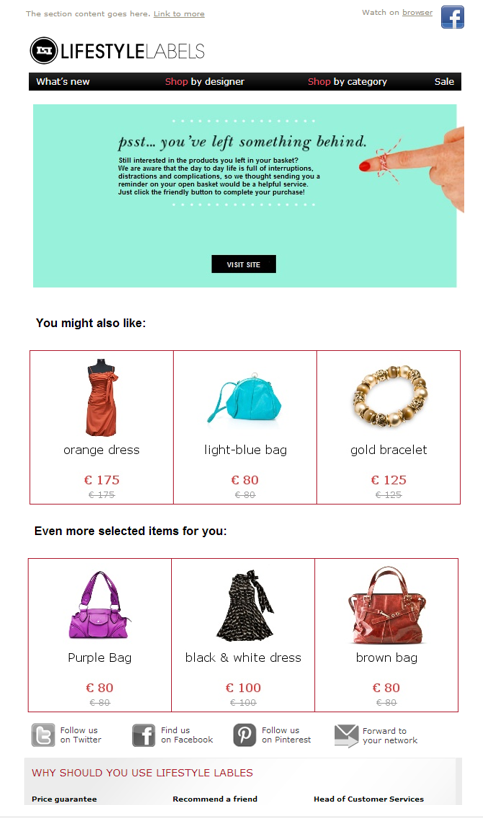 The section content goes here. Link to more
Watch on browser
LSL LIFESTYLELABELS
What's new Shop by designer Shop by category Sale
psst... you've left something behind.
Still interested in the products you left in your basket?
We are aware that the day to day life is full of interruptions,
distractions and complications, so we thought sending you a
reminder on your open basket would be a helpful service.
Just click the friendly button to complete your purchase!
VISIT SITE
You might also like:
orange dress light-blue bag gold bracelet
€ 175 € 80 € 125
€ 175 € 80 € 125
Even more selected items for you:
Purple Bag black & white dress brown bag
€ 80 € 100 € 80
€ 80 € 100 € 80
Follow us
on Twitter
Find us
on Facebook
Follow us
on Pinterest
Forward to
your network
WHY SHOULD YOU USE LIFESTYLE LABLES
Price guarantee Recommend a friend Head of Customer Services